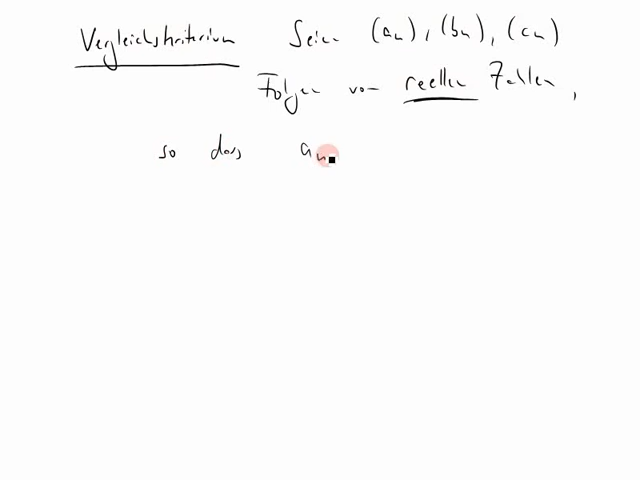 Vergleichskriterium Seien (an), (bn), (cn)
Folgen von reellen Zahlen,
so dass an